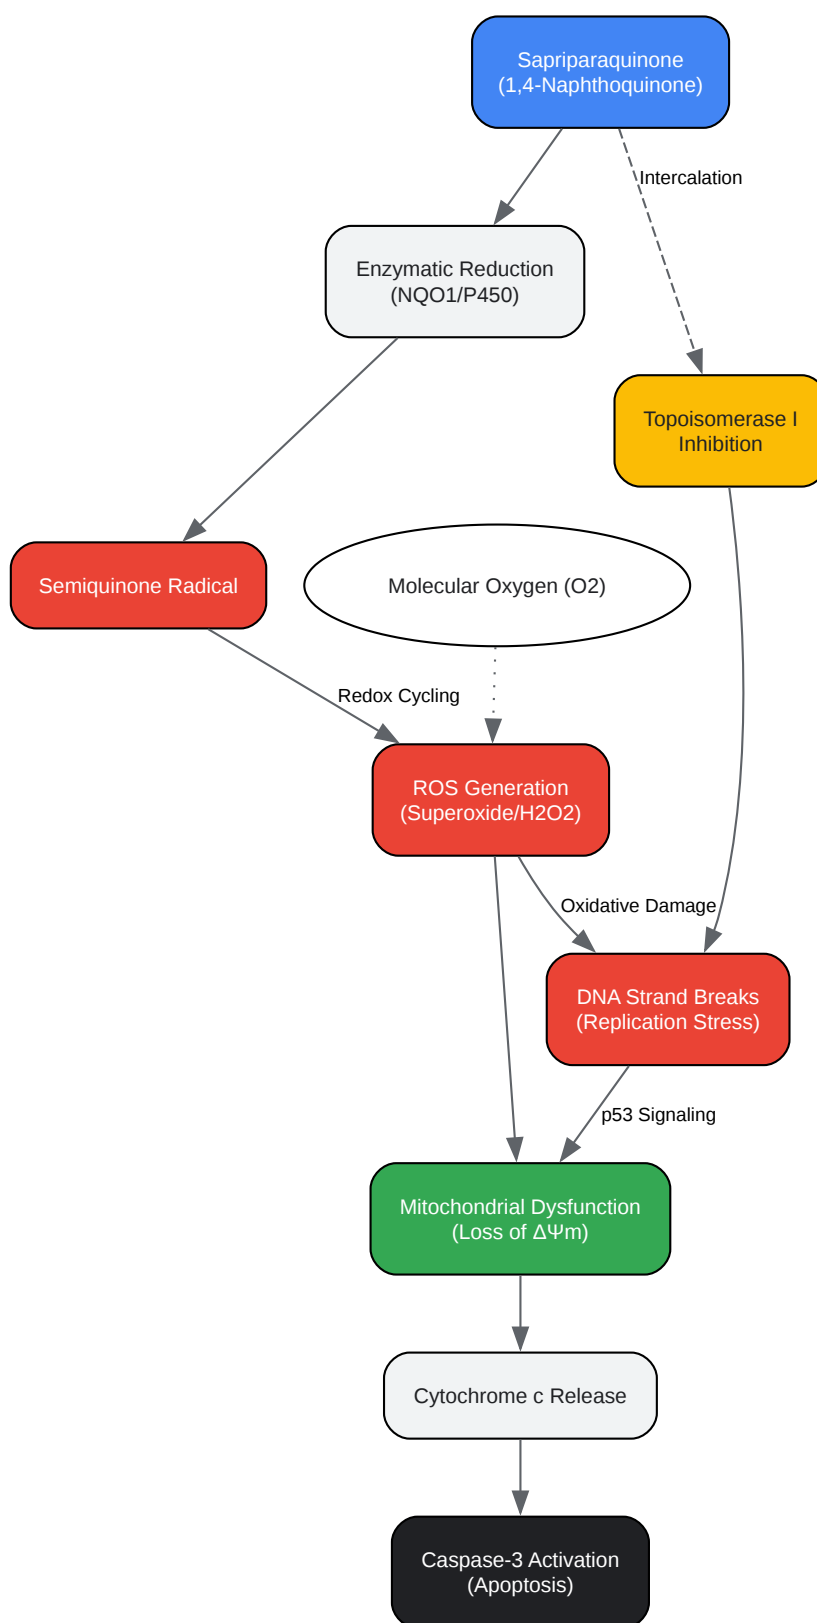 Sapriparaquinone
(1,4-Naphthoquinone)
Intercalation
Enzymatic Reduction
(NQO1/P450)
Topoisomerase I
Inhibition
Semiquinone Radical
Molecular Oxygen (O2)
Redox Cycling
ROS Generation
(Superoxide/H2O2)
Oxidative Damage
DNA Strand Breaks
(Replication Stress)
p53 Signaling
Mitochondrial Dysfunction
(Loss of ΔΨm)
Cytochrome c Release
Caspase-3 Activation
(Apoptosis)